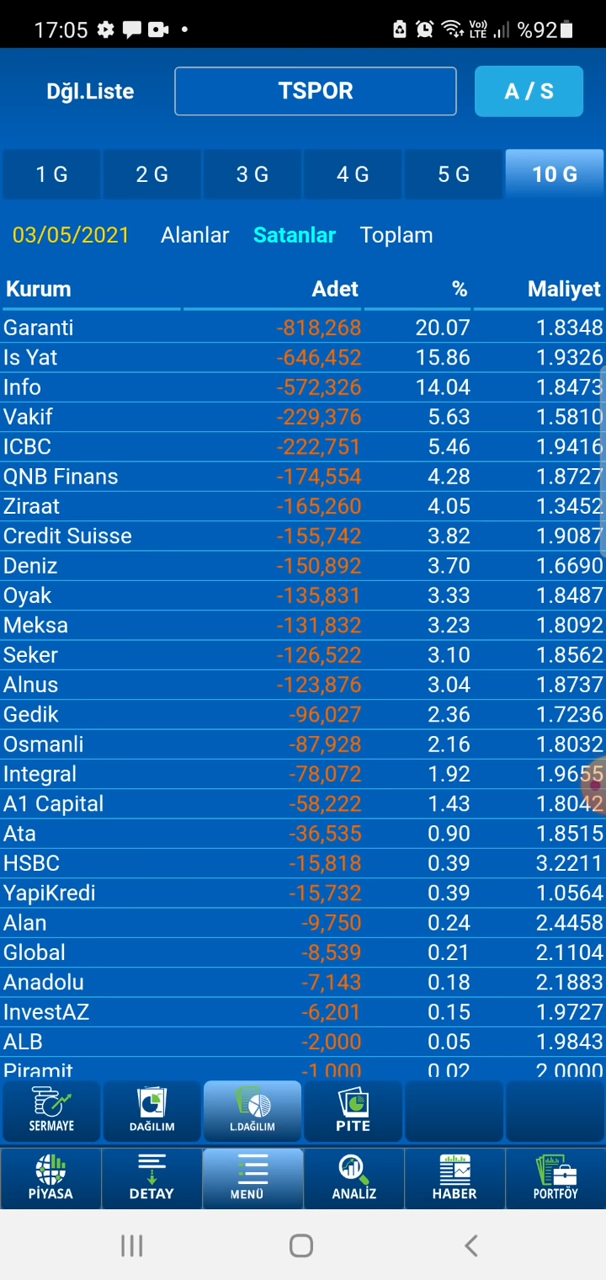 17:05 Vo)) LTE %92
Dğl.Liste TSPOR A / S
1 G 2 G 3 G 4 G 5 G 10 G
03/05/2021 Alanlar Satanlar Toplam
Kurum Adet % Maliyet
Garanti -818,268 20.07 1.8348
Is Yat -646,452 15.86 1.9326
Info -572,326 14.04 1.8473
Vakif -229,376 5.63 1.5810
ICBC -222,751 5.46 1.9416
QNB Finans -174,554 4.28 1.8727
Ziraat -165,260 4.05 1.3452
Credit Suisse -155,742 3.82 1.9087
Deniz -150,892 3.70 1.6690
Oyak -135,831 3.33 1.8487
Meksa -131,832 3.23 1.8092
Seker -126,522 3.10 1.8562
Alnus -123,876 3.04 1.8737
Gedik -96,027 2.36 1.7236
Osmanli -87,928 2.16 1.8032
Integral -78,072 1.92 1.9655
A1 Capital -58,222 1.43 1.8042
Ata -36,535 0.90 1.8515
HSBC -15,818 0.39 3.2211
YapiKredi -15,732 0.39 1.0564
Alan -9,750 0.24 2.4458
Global -8,539 0.21 2.1104
Anadolu -7,143 0.18 2.1883
InvestAZ -6,201 0.15 1.9727
ALB -2,000 0.05 1.9843
Piramit -1,000 0.02 2.0000
SERMAYE DAĞILIM L.DAĞILIM PITE
PİYASA DETAY MENÜ ANALİZ HABER PORTFÖY